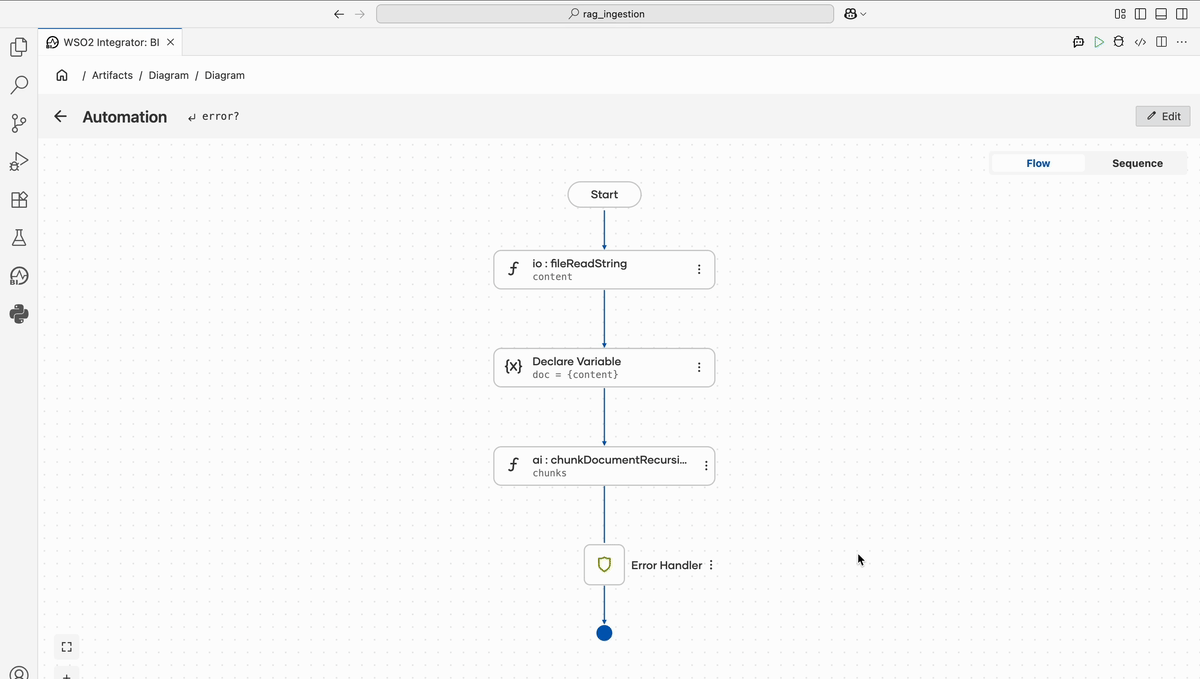 rag_ingestion
WSO2 Integrator: BI
/ Artifacts / Diagram / Diagram
Automation error?
Edit
Flow Sequence
Start
io : fileReadString
content
{x} Declare Variable
doc = {content}
ai : chunkDocumentRecursi...
chunks
Error Handler
BI